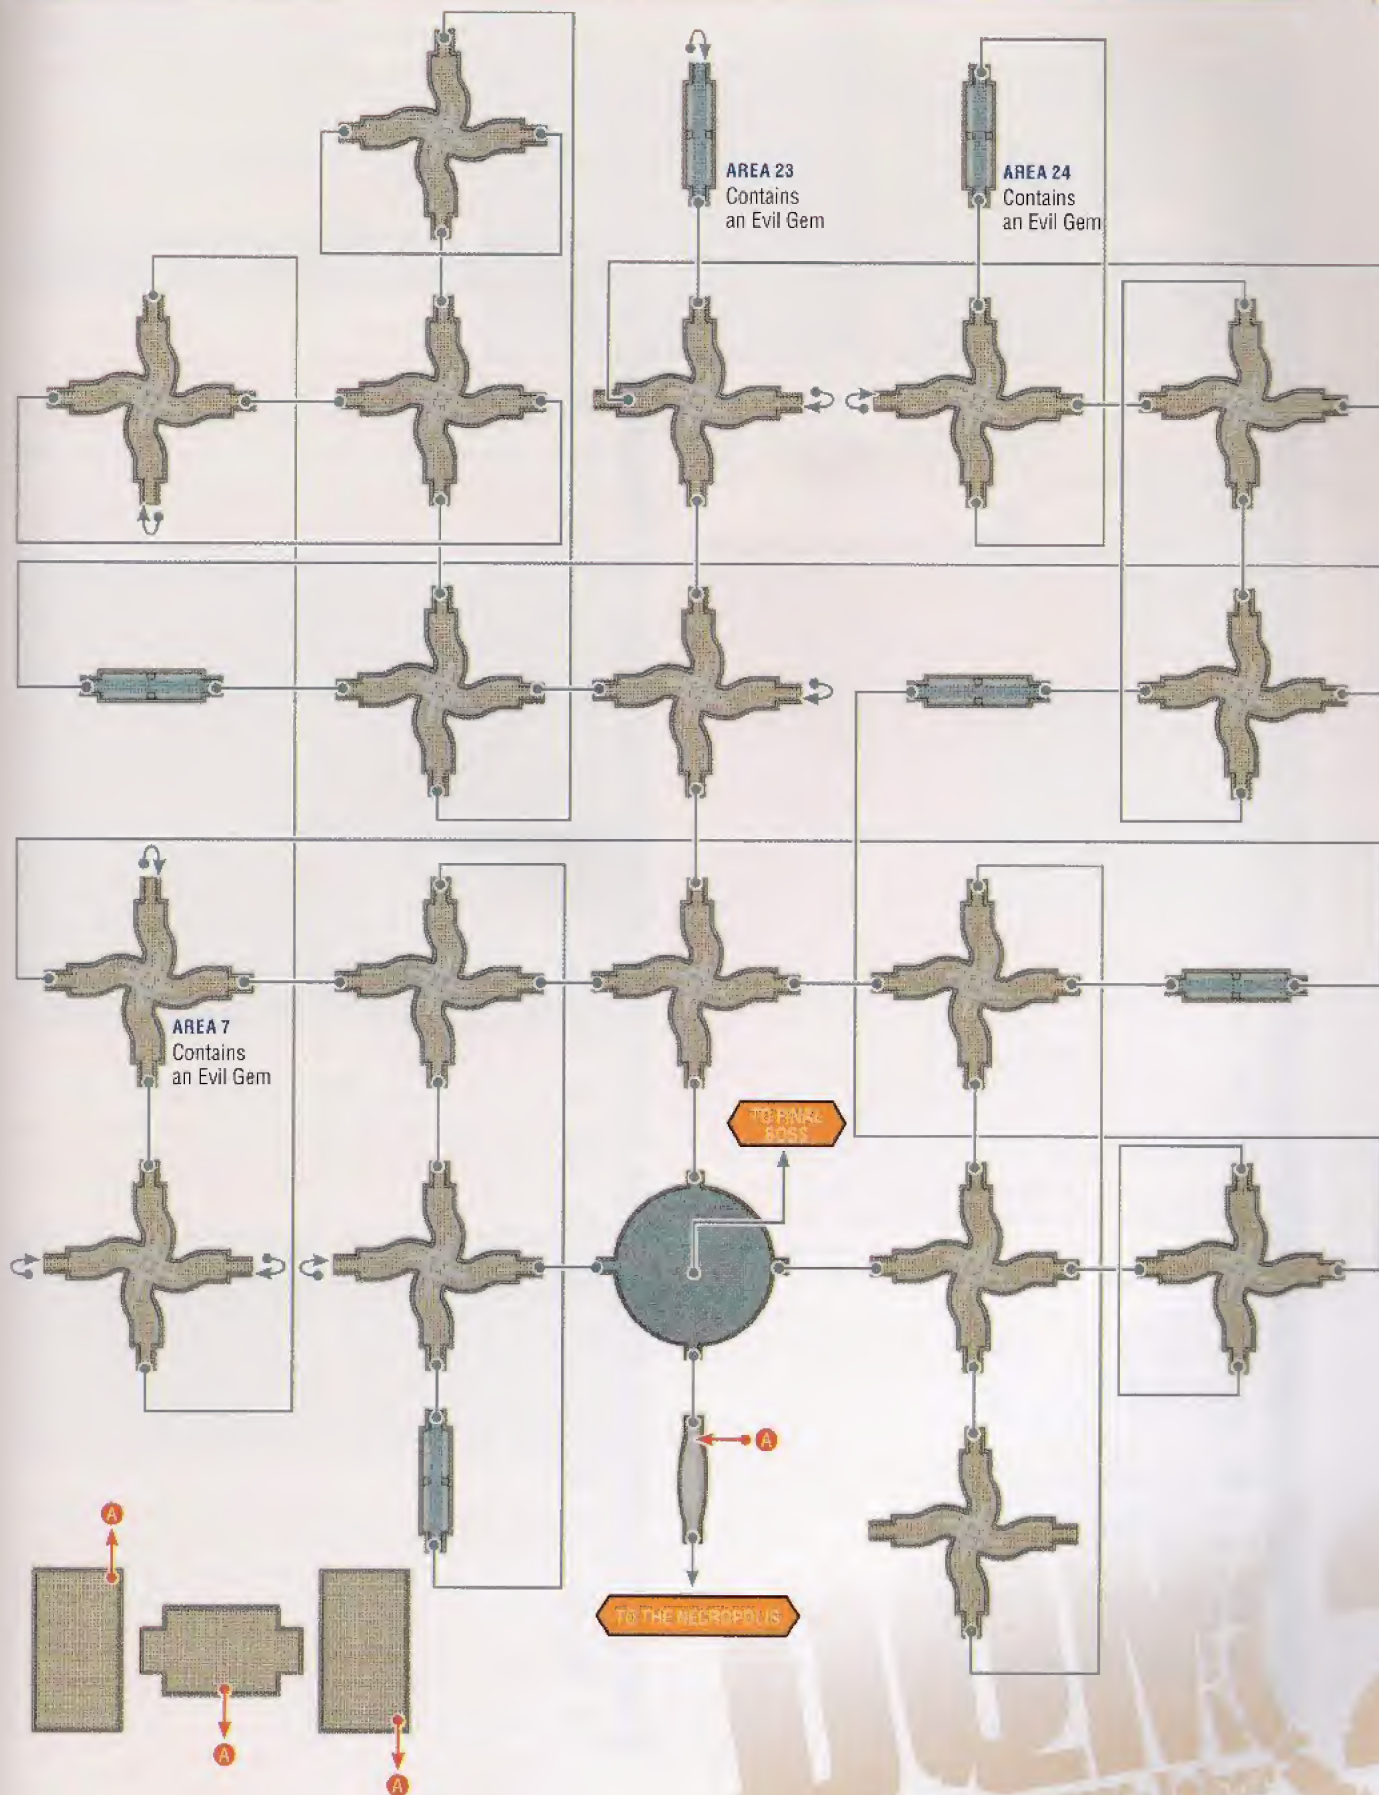 AREA 23
Contains
an Evil Gem
AREA 24
Contains
an Evil Gem
AREA 7
Contains
an Evil Gem
TO FINAL
BOSS
A
TO THE NECROPOLIS
A
A
A